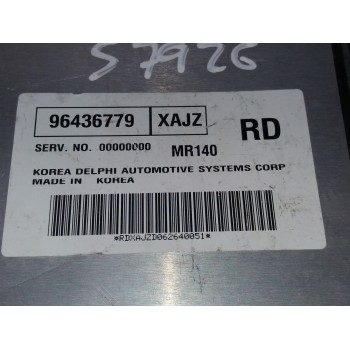 57926
96436779 XAJZ RD
SERV. NO. 00000000 MR140
KOREA DELPHI AUTOMOTIVE SYSTEMS CORP
MADE IN KOREA
*RDXAJZD062640051*